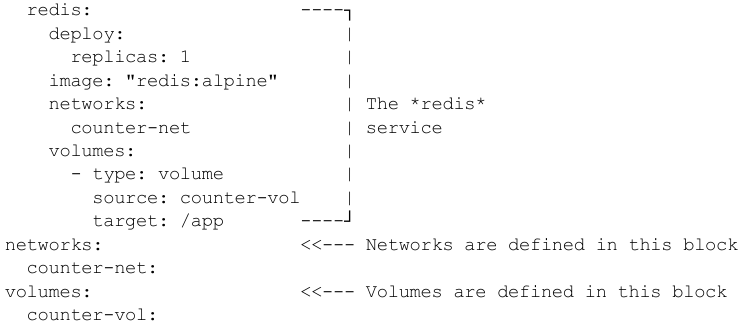 redis:                   ----┐
    deploy:                    |
      replicas: 1              |
    image: "redis:alpine"      |
    networks:                  | The *redis*
      counter-net              | service
    volumes:                   |
      - type: volume           |
        source: counter-vol    |
        target: /app       ----┘
networks:                  <<--- Networks are defined in this block
  counter-net:
volumes:                   <<--- Volumes are defined in this block
  counter-vol: